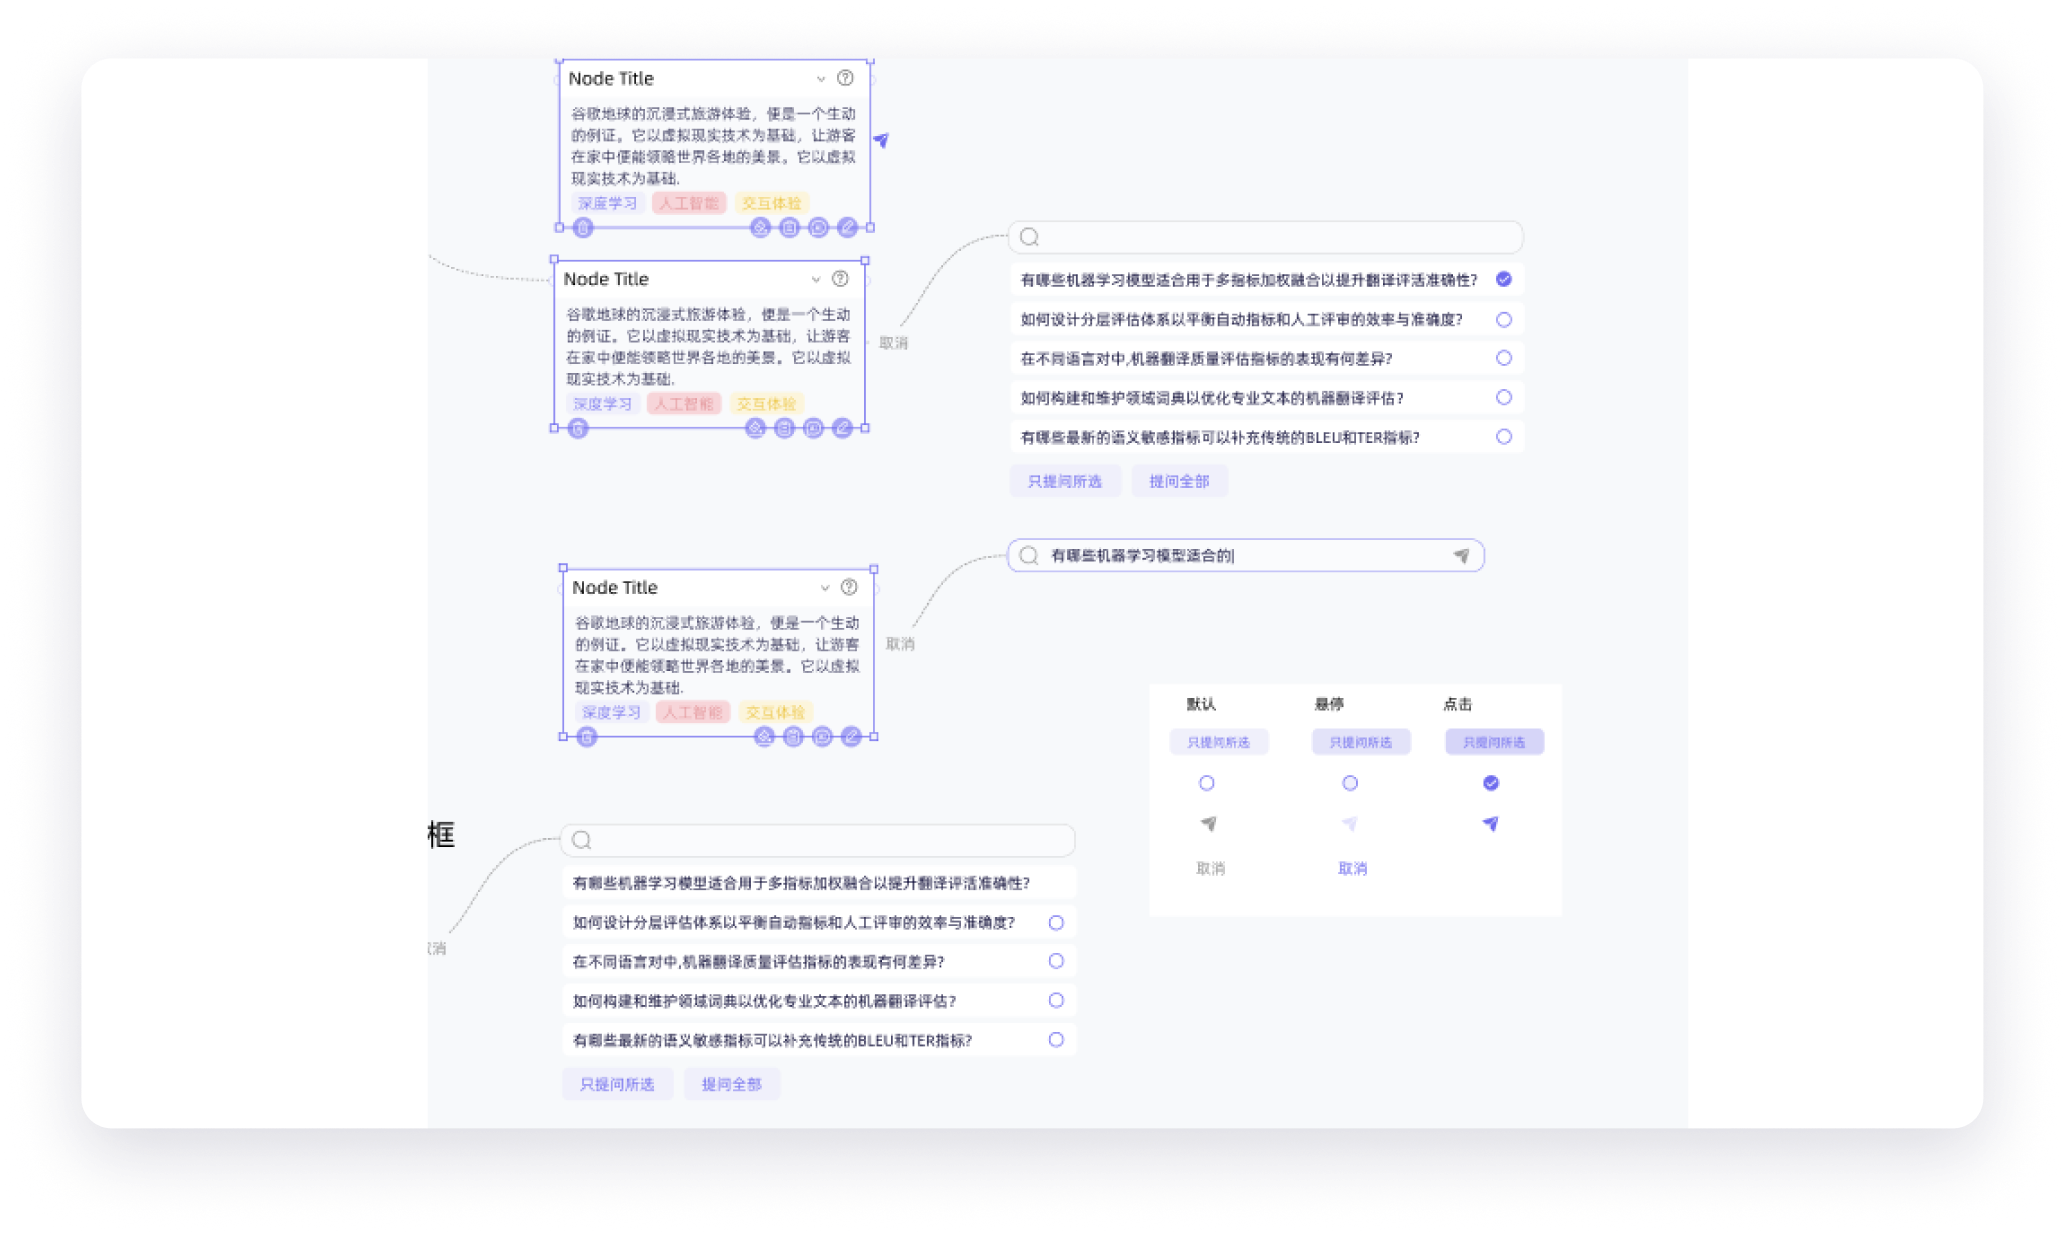 Node Title
谷歌地球的沉浸式旅游体验，便是一个生动
的例证。它以虚拟现实技术为基础，让游客
在家中便能领略世界各地的美景。它以虚拟
现实技术为基础.
深度学习 人工智能 交互体验
Node Title
谷歌地球的沉浸式旅游体验，便是一个生动
的例证。它以虚拟现实技术为基础，让游客
在家中便能领略世界各地的美景。它以虚拟
现实技术为基础.
深度学习 人工智能 交互体验
取消
有哪些机器学习模型适合用于多指标加权融合以提升翻译评活准确性?
如何设计分层评估体系以平衡自动指标和人工评审的效率与准确度?
在不同语言对中,机器翻译质量评估指标的表现有何差异?
如何构建和维护领域词典以优化专业文本的机器翻译评估?
有哪些最新的语义敏感指标可以补充传统的BLEU和TER指标?
只提问所选 提问全部
有哪些机器学习模型适合的
Node Title
谷歌地球的沉浸式旅游体验，便是一个生动
的例证。它以虚拟现实技术为基础，让游客
在家中便能领略世界各地的美景。它以虚拟
现实技术为基础.
深度学习 人工智能 交互体验
取消
默认 悬停 点击
只提问所选 只提问所选 只提问所选
取消 取消
框
消
有哪些机器学习模型适合用于多指标加权融合以提升翻译评活准确性?
如何设计分层评估体系以平衡自动指标和人工评审的效率与准确度?
在不同语言对中,机器翻译质量评估指标的表现有何差异?
如何构建和维护领域词典以优化专业文本的机器翻译评估?
有哪些最新的语义敏感指标可以补充传统的BLEU和TER指标?
只提问所选 提问全部